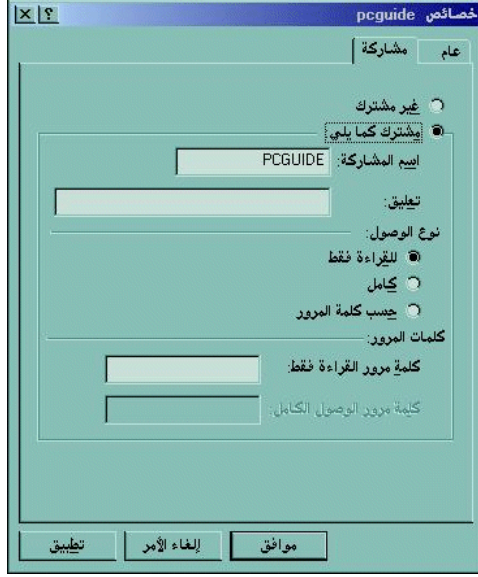 خصائص pcguide
عام
مشاركة
غير مشترك
مشترك كما يلي:
اسم المشاركة: PCGUIDE
تعليق:
نوع الوصول:
للقراءة فقط
كامل
حسب كلمة المرور
كلمات المرور:
كلمة مرور القراءة فقط:
كلمة مرور الوصول الكامل:
موافق
إلغاء الأمر
تطبيق